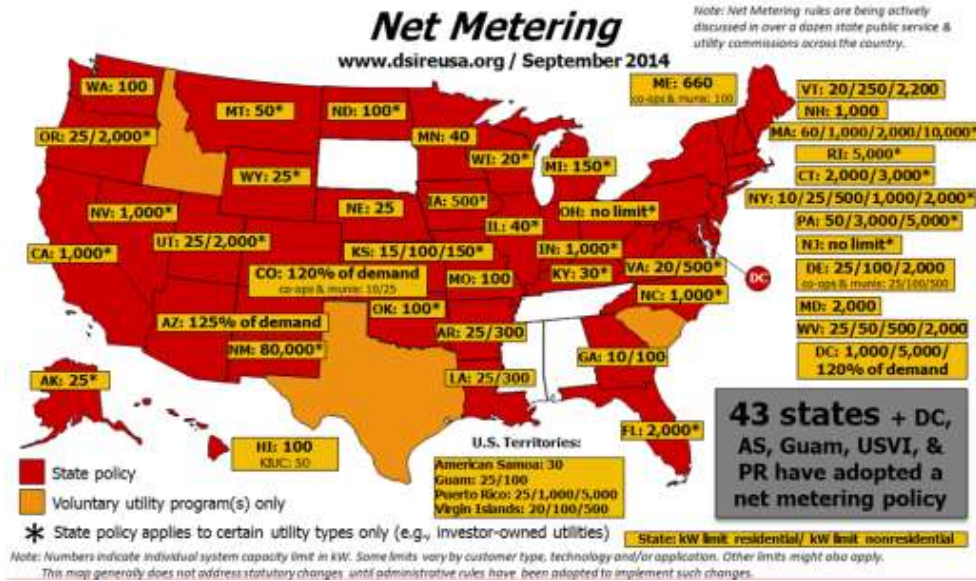 Net Metering
www.dsireusa.org / September 2014
Note: Net Metering rules are being actively
discussed in over a dozen state public service &
utility commissions across the country.
WA: 100
MT: 50*
ND: 100*
MN: 40
ME: 660
co-ops & munis: 100
VT: 20/250/2,200
NH: 1,000
MA: 60/1,000/2,000/10,000*
OR: 25/2,000*
WI: 20*
MI: 150*
RI: 5,000*
WY: 25*
CT: 2,000/3,000*
NY: 10/25/500/1,000/2,000*
NV: 1,000*
NE: 25
IA: 500*
OH: no limit*
PA: 50/3,000/5,000*
IL: 40*
NJ: no limit*
CA: 1,000*
UT: 25/2,000*
KS: 15/100/150*
IN: 1,000*
CO: 120% of demand
co-ops & munis: 10/25
MO: 100
KY: 30*
VA: 20/500*
DC
DE: 25/100/2,000
co-ops & munis: 25/100/500
NC: 1,000*
MD: 2,000
OK: 100*
AZ: 125% of demand
AR: 25/300
WV: 25/50/500/2,000
NM: 80,000*
GA: 10/100
DC: 1,000/5,000/
120% of demand
AK: 25*
LA: 25/300
43 states + DC,
AS, Guam, USVI, &
PR have adopted a
net metering policy
FL: 2,000*
HI: 100
KIUC: 50
U.S. Territories:
American Samoa: 30
Guam: 25/100
Puerto Rico: 25/1,000/5,000
Virgin Islands: 20/100/500
State policy
Voluntary utility program(s) only
* State policy applies to certain utility types only (e.g., investor-owned utilities)
State: kW limit residential/ kW limit nonresidential
Note: Numbers indicate individual system capacity limit in kW. Some limits vary by customer type, technology and/or application. Other limits might also apply.
This map generally does not address statutory changes until administrative rules have been adopted to implement such changes.